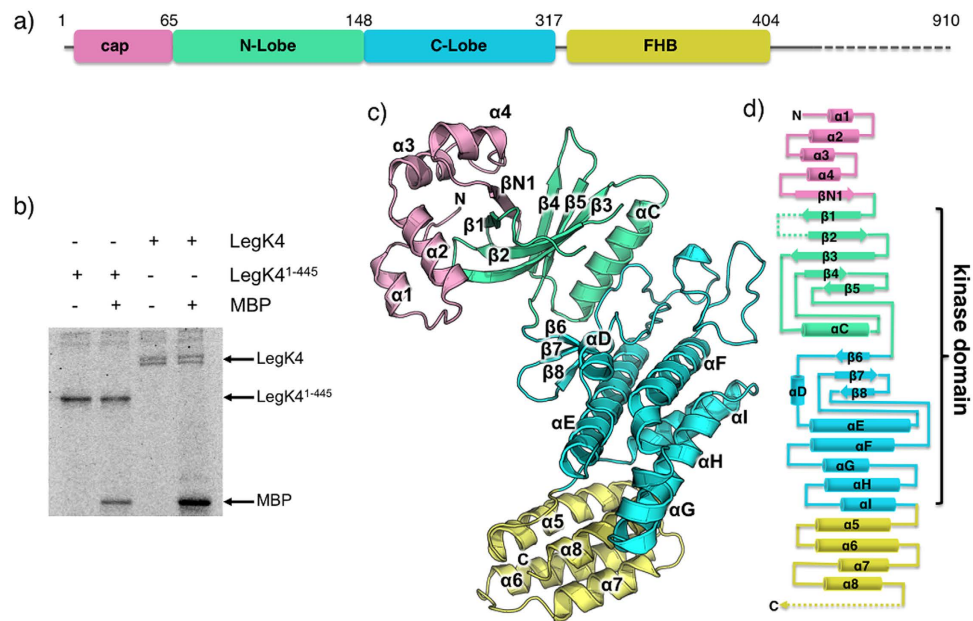 a)
1 65 148 317 404 910
cap N-Lobe C-Lobe FHB
b)
- - + + LegK4
+ + - - LegK4¹⁻⁴⁴⁵
- + - + MBP
LegK4
LegK4¹⁻⁴⁴⁵
MBP
c)
α4
α3
βN1
N
β4 β5 β3
αC
β1
α2
β2
α1
β6
αD
β7
β8
αF
αE
αI
αH
αG
α5
C
α8
α6
α7
d)
N
α1
α2
α3
α4
βN1
β1
β2
β3
β4
β5
αC
β6
αD
β7
β8
αE
αF
αG
αH
αI
α5
α6
α7
α8
C
kinase domain